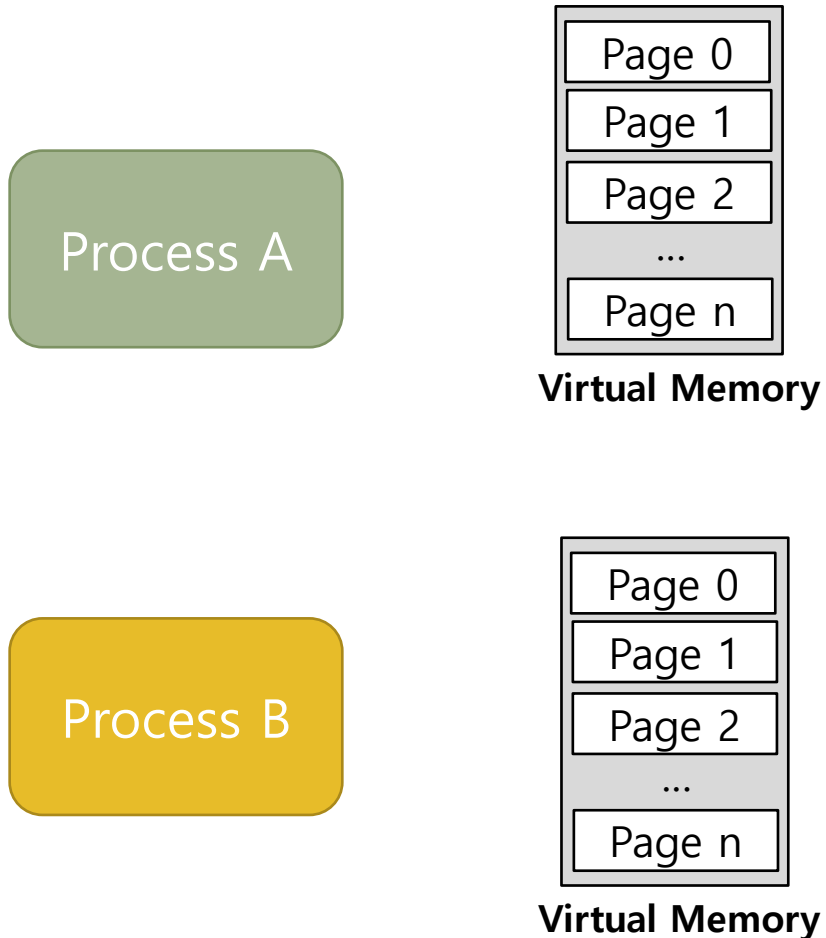 Page 0
Page 1
Process A
Page 2
...
Page n
Virtual Memory
Page 0
Page 1
Process B
Page 2
...
Page n
Virtual Memory